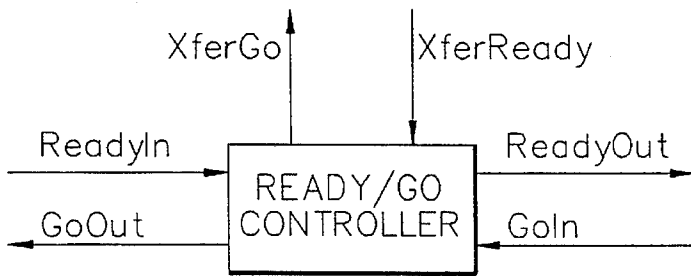 XferGo
XferReady
ReadyIn
ReadyOut
READY/GO
CONTROLLER
GoOut
GoIn